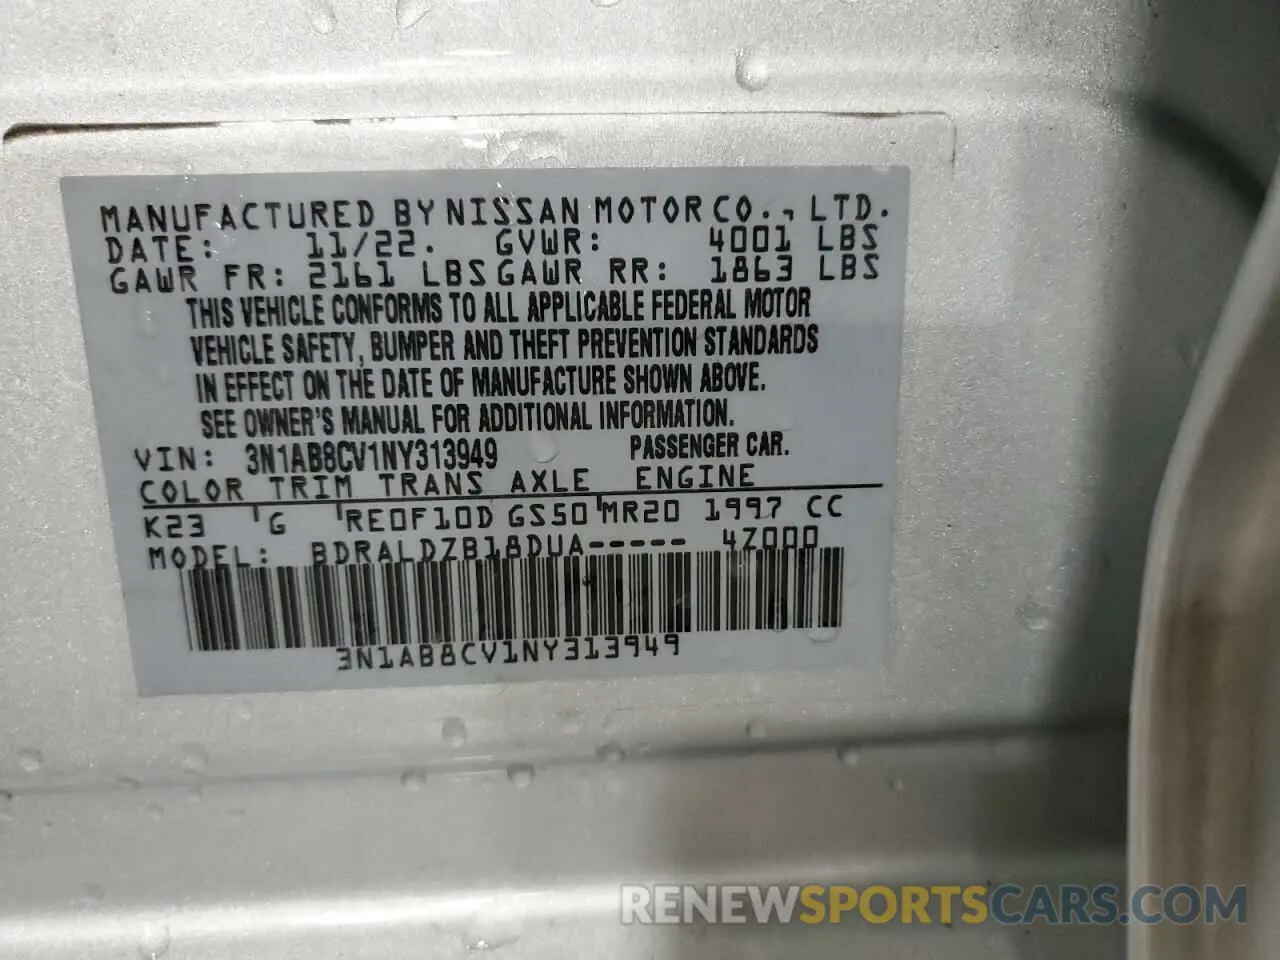 MANUFACTURED BY NISSAN MOTOR CO., LTD.
DATE: 11/22. GVWR: 4001 LBS
GAWR FR: 2161 LBS GAWR RR: 1863 LBS
THIS VEHICLE CONFORMS TO ALL APPLICABLE FEDERAL MOTOR
VEHICLE SAFETY, BUMPER AND THEFT PREVENTION STANDARDS
IN EFFECT ON THE DATE OF MANUFACTURE SHOWN ABOVE.
SEE OWNER'S MANUAL FOR ADDITIONAL INFORMATION.
VIN: 3N1AB8CV1NY313949 PASSENGER CAR.
COLOR TRIM TRANS AXLE ENGINE
K23 G RE0F10D GS50 MR20 1997 CC
MODEL: BDRALDZB18DUA----- 4Z000
3N1AB8CV1NY313949
RENEWSPORTSCARS.COM